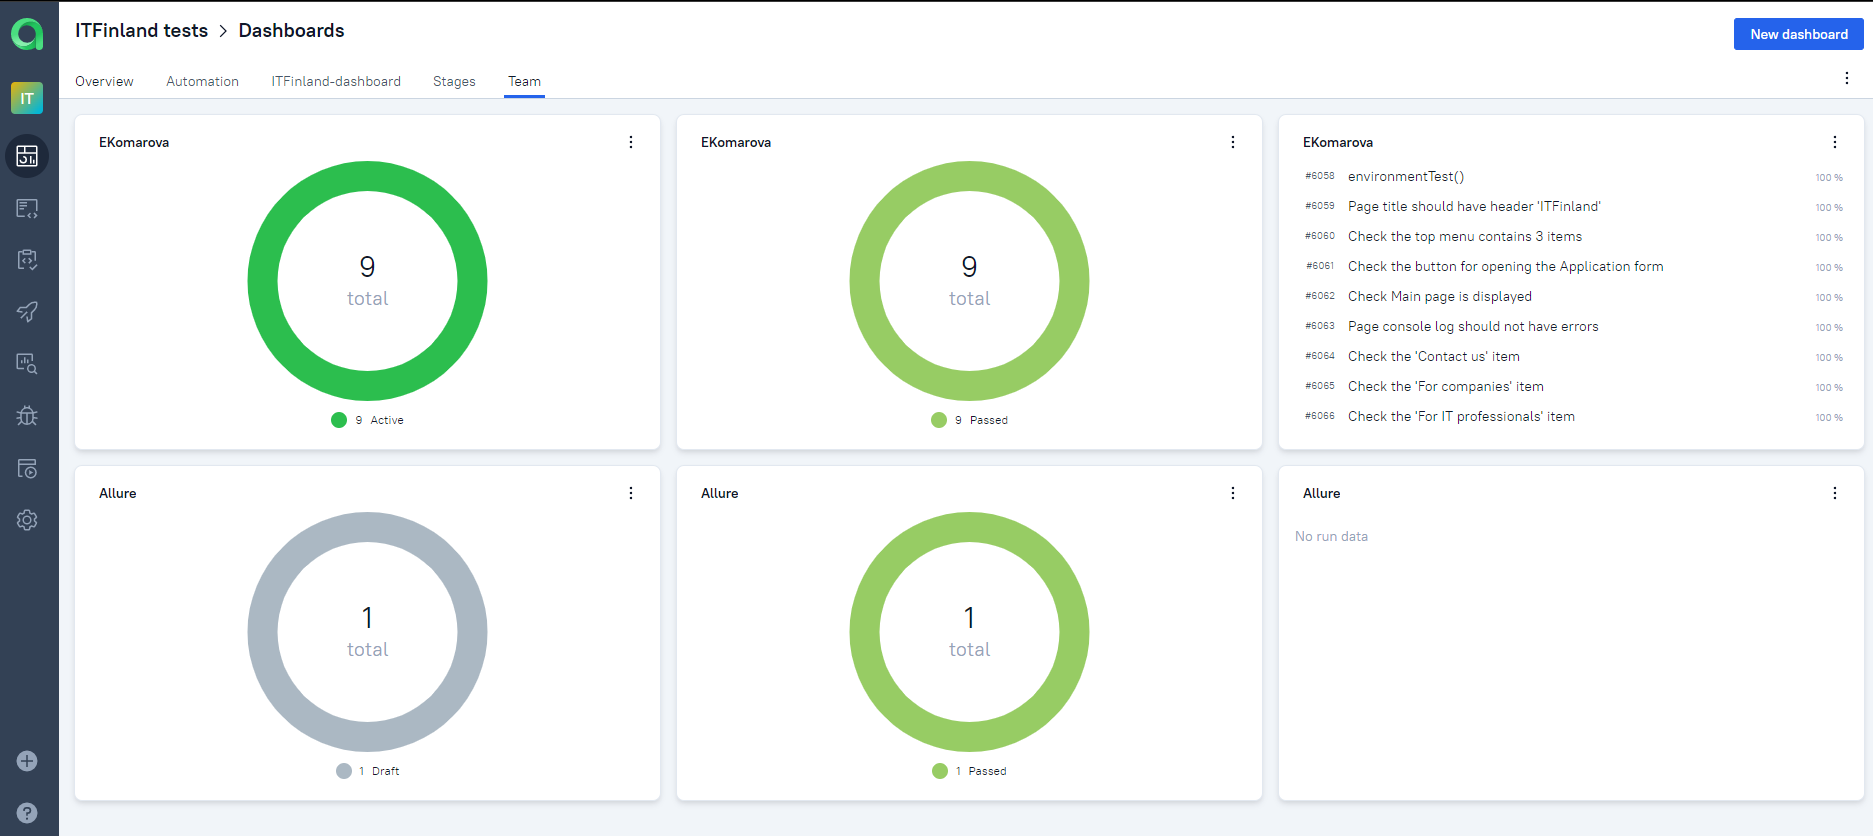 ITFinland tests > Dashboards
New dashboard
Overview
Automation
ITFinland-dashboard
Stages
Team
IT
EKomarova
9
total
9 Active
EKomarova
9
total
9 Passed
EKomarova
#6058 environmentTest() 100 %
#6059 Page title should have header 'ITFinland' 100 %
#6060 Check the top menu contains 3 items 100 %
#6061 Check the button for opening the Application form 100 %
#6062 Check Main page is displayed 100 %
#6063 Page console log should not have errors 100 %
#6064 Check the 'Contact us' item 100 %
#6065 Check the 'For companies' item 100 %
#6066 Check the 'For IT professionals' item 100 %
Allure
1
total
1 Draft
Allure
1
total
1 Passed
Allure
No run data